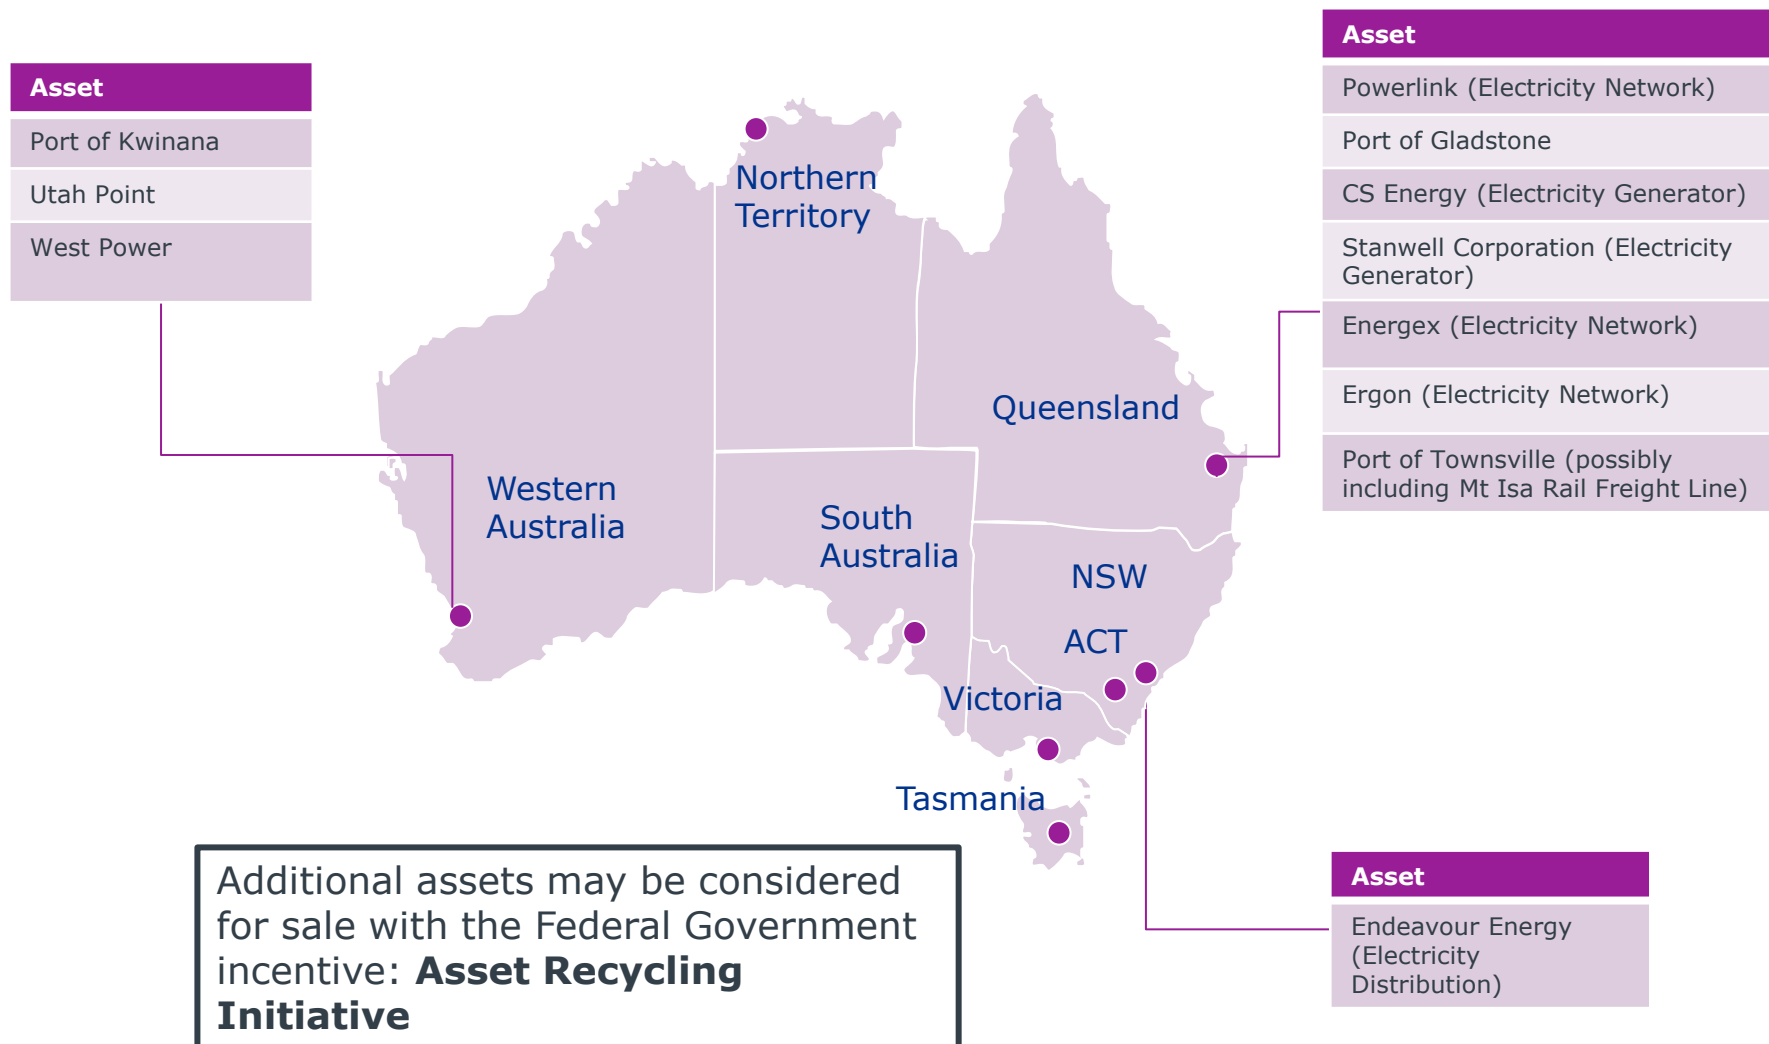 Asset
Port of Kwinana
Utah Point
West Power
Asset
Powerlink (Electricity Network)
Port of Gladstone
CS Energy (Electricity Generator)
Stanwell Corporation (Electricity
Generator)
Energex (Electricity Network)
Ergon (Electricity Network)
Port of Townsville (possibly
including Mt Isa Rail Freight Line)
Northern
Territory
Queensland
Western
Australia
South
Australia
NSW
ACT
Victoria
Tasmania
Additional assets may be considered
for sale with the Federal Government
incentive: Asset Recycling
Initiative
Asset
Endeavour Energy
(Electricity
Distribution)